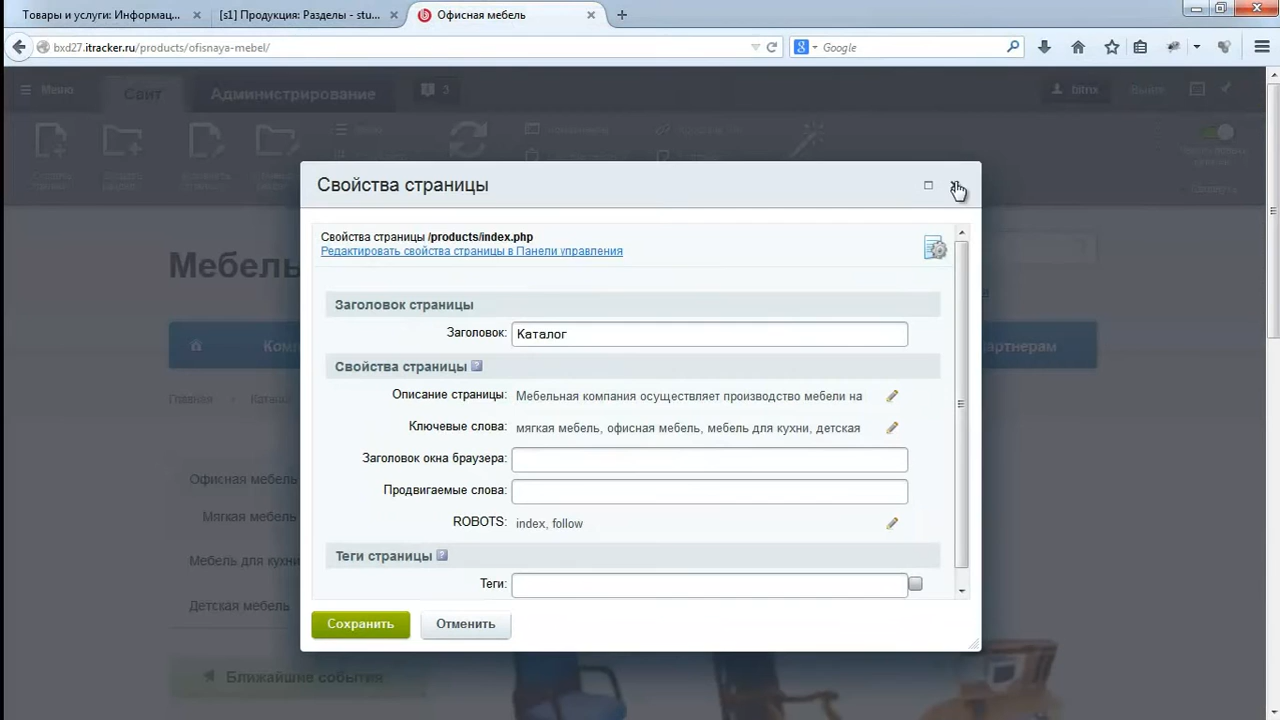 Товары и услуги: Информац...
[s1] Продукция: Разделы - stu...
Офисная мебель
bxd27.itracker.ru/products/ofisnaya-mebel/
Google
Меню
Сайт
Администрирование
3
bitrix
Выйти
Мебель
Свойства страницы
Свойства страницы /products/index.php
Редактировать свойства страницы в Панели управления
Заголовок страницы
Заголовок: Каталог
Свойства страницы
Описание страницы: Мебельная компания осуществляет производство мебели на
Ключевые слова: мягкая мебель, офисная мебель, мебель для кухни, детская
Заголовок окна браузера:
Продвигаемые слова:
ROBOTS: index, follow
Теги страницы
Теги:
Сохранить
Отменить
Главная
Офисная мебель
Мягкая мебель
Мебель для кухни
Детская мебель
Ближайшие события